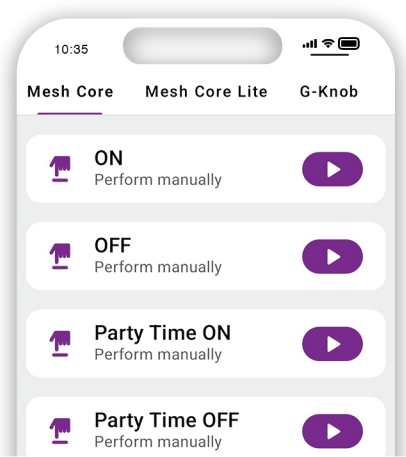 10:35
Mesh Core Mesh Core Lite G-Knob
ON
Perform manually
OFF
Perform manually
Party Time ON
Perform manually
Party Time OFF
Perform manually